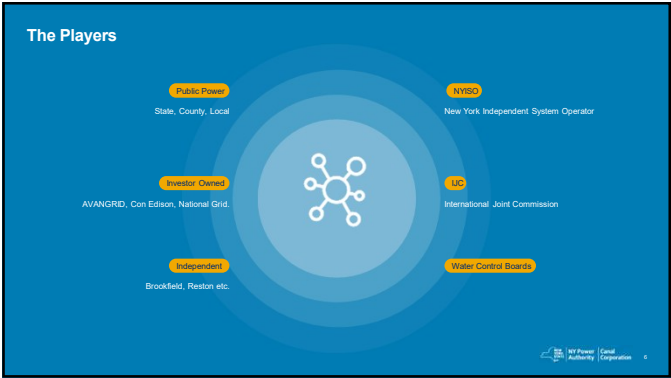 The Players
Public Power
State, County, Local
Investor Owned
AVANGRID, Con Edison, National Grid.
Independent
Brookfield, Reston etc.
NYISO
New York Independent System Operator
IJC
International Joint Commission
Water Control Boards
NY Power Authority
Canal Corporation
6